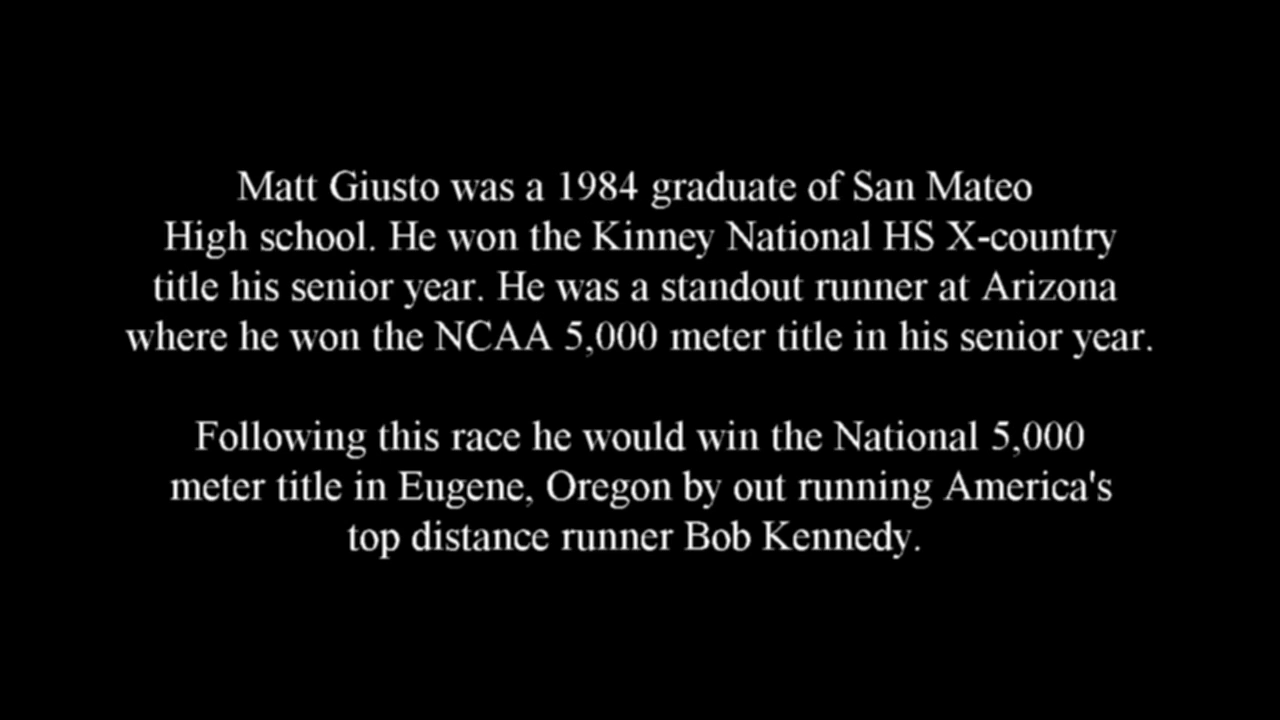 Matt Giusto was a 1984 graduate of San Mateo
High school. He won the Kinney National HS X-country
title his senior year. He was a standout runner at Arizona
where he won the NCAA 5,000 meter title in his senior year.
Following this race he would win the National 5,000
meter title in Eugene, Oregon by out running America's
top distance runner Bob Kennedy.